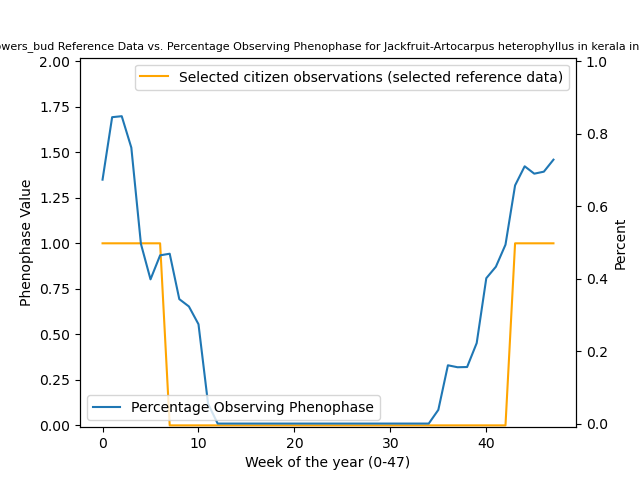 owers_bud Reference Data vs. Percentage Observing Phenophase for Jackfruit-Artocarpus heterophyllus in kerala in
Selected citizen observations (selected reference data)
Percentage Observing Phenophase
Phenophase Value
2.00
1.75
1.50
1.25
1.00
0.75
0.50
0.25
0.00
1.0
0.8
0.6
0.4
0.2
0.0
Percent
0 10 20 30 40
Week of the year (0-47)